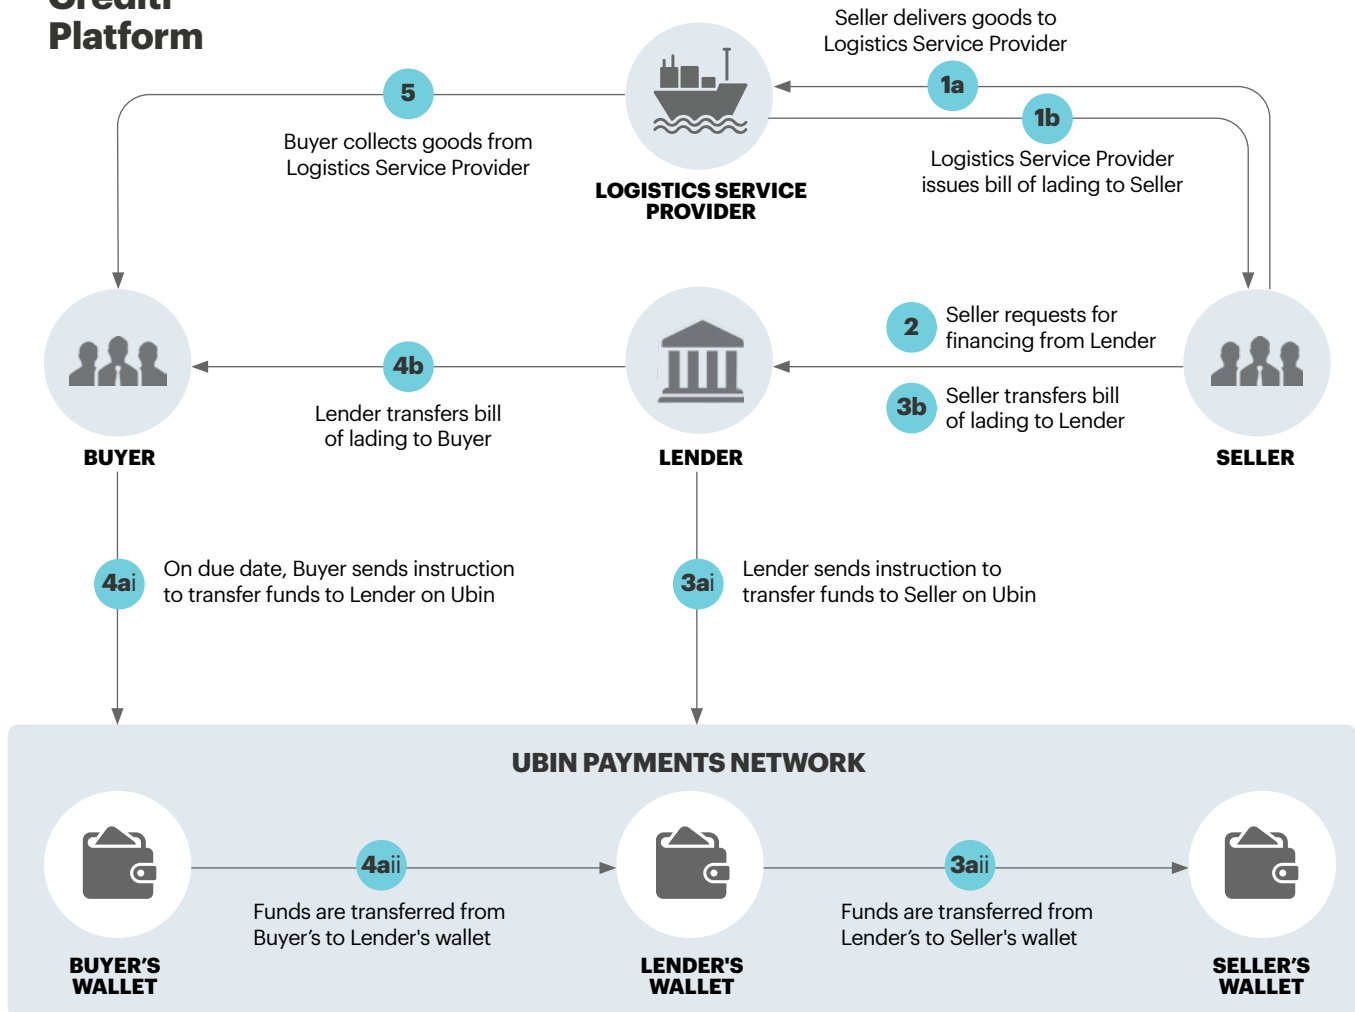 Crediti
Platform
Seller delivers goods to
Logistics Service Provider
1a
5
1b
Buyer collects goods from
Logistics Service Provider
Logistics Service Provider
issues bill of lading to Seller
LOGISTICS SERVICE
PROVIDER
2
Seller requests for
financing from Lender
4b
3b
Seller transfers bill
of lading to Lender
Lender transfers bill
of lading to Buyer
BUYER
LENDER
SELLER
4ai
On due date, Buyer sends instruction
to transfer funds to Lender on Ubin
3ai
Lender sends instruction to
transfer funds to Seller on Ubin
UBIN PAYMENTS NETWORK
4aii
3aii
Funds are transferred from
Buyer’s to Lender's wallet
Funds are transferred from
Lender’s to Seller's wallet
BUYER’S
WALLET
LENDER'S
WALLET
SELLER’S
WALLET